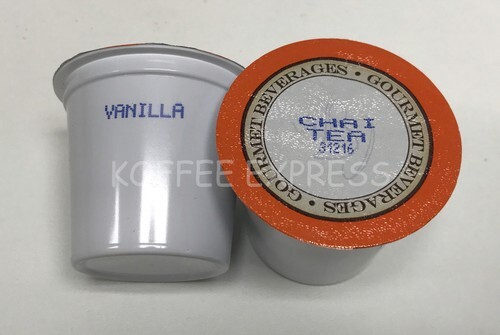 VANILLA
GOURMET BEVERAGES • GOURMET BEVERAGES •
CHAI
TEA
31216
KOFFEE EXPRESS